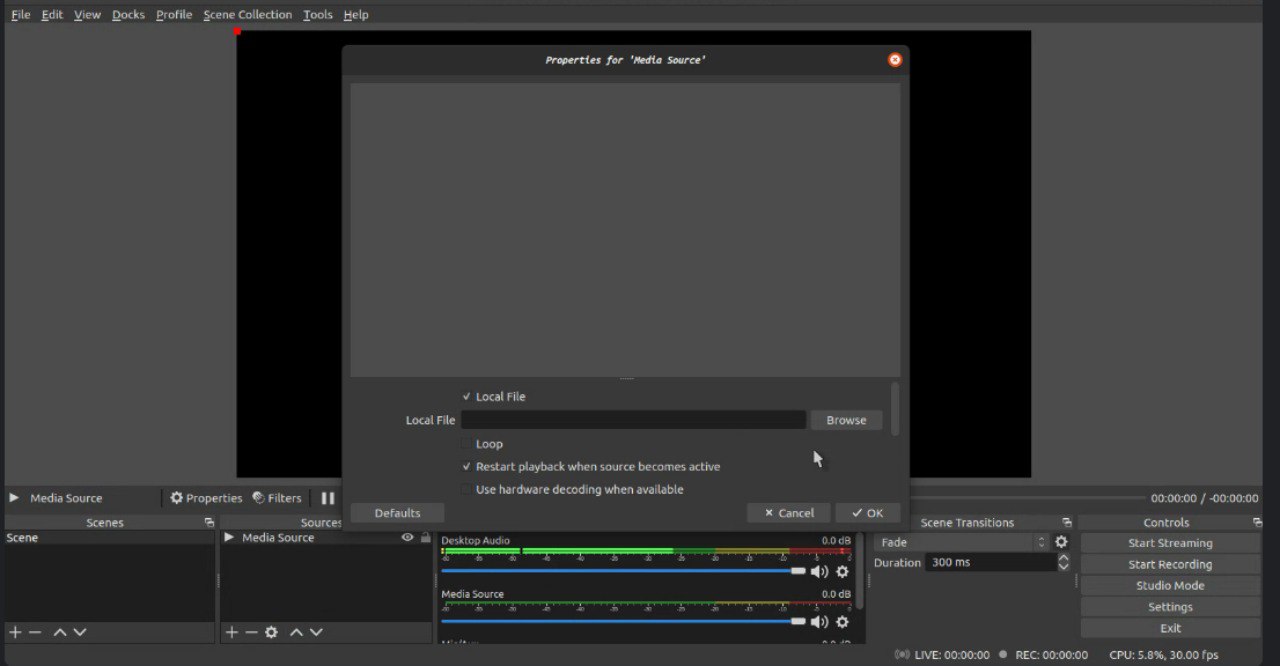 File Edit View Docks Profile Scene Collection Tools Help
Properties for 'Media Source'
Local File
Local File Browse
Loop
Restart playback when source becomes active
Use hardware decoding when available
Defaults Cancel OK
Media Source Properties Filters 00:00:00 / -00:00:00
Scenes Sources Scene Transitions Controls
Scene
Media Source
Desktop Audio 0.0 dB
Media Source 0.0 dB
Fade
Duration 300 ms
Start Streaming
Start Recording
Studio Mode
Settings
Exit
LIVE: 00:00:00 REC: 00:00:00 CPU: 5.8%, 30.00 fps